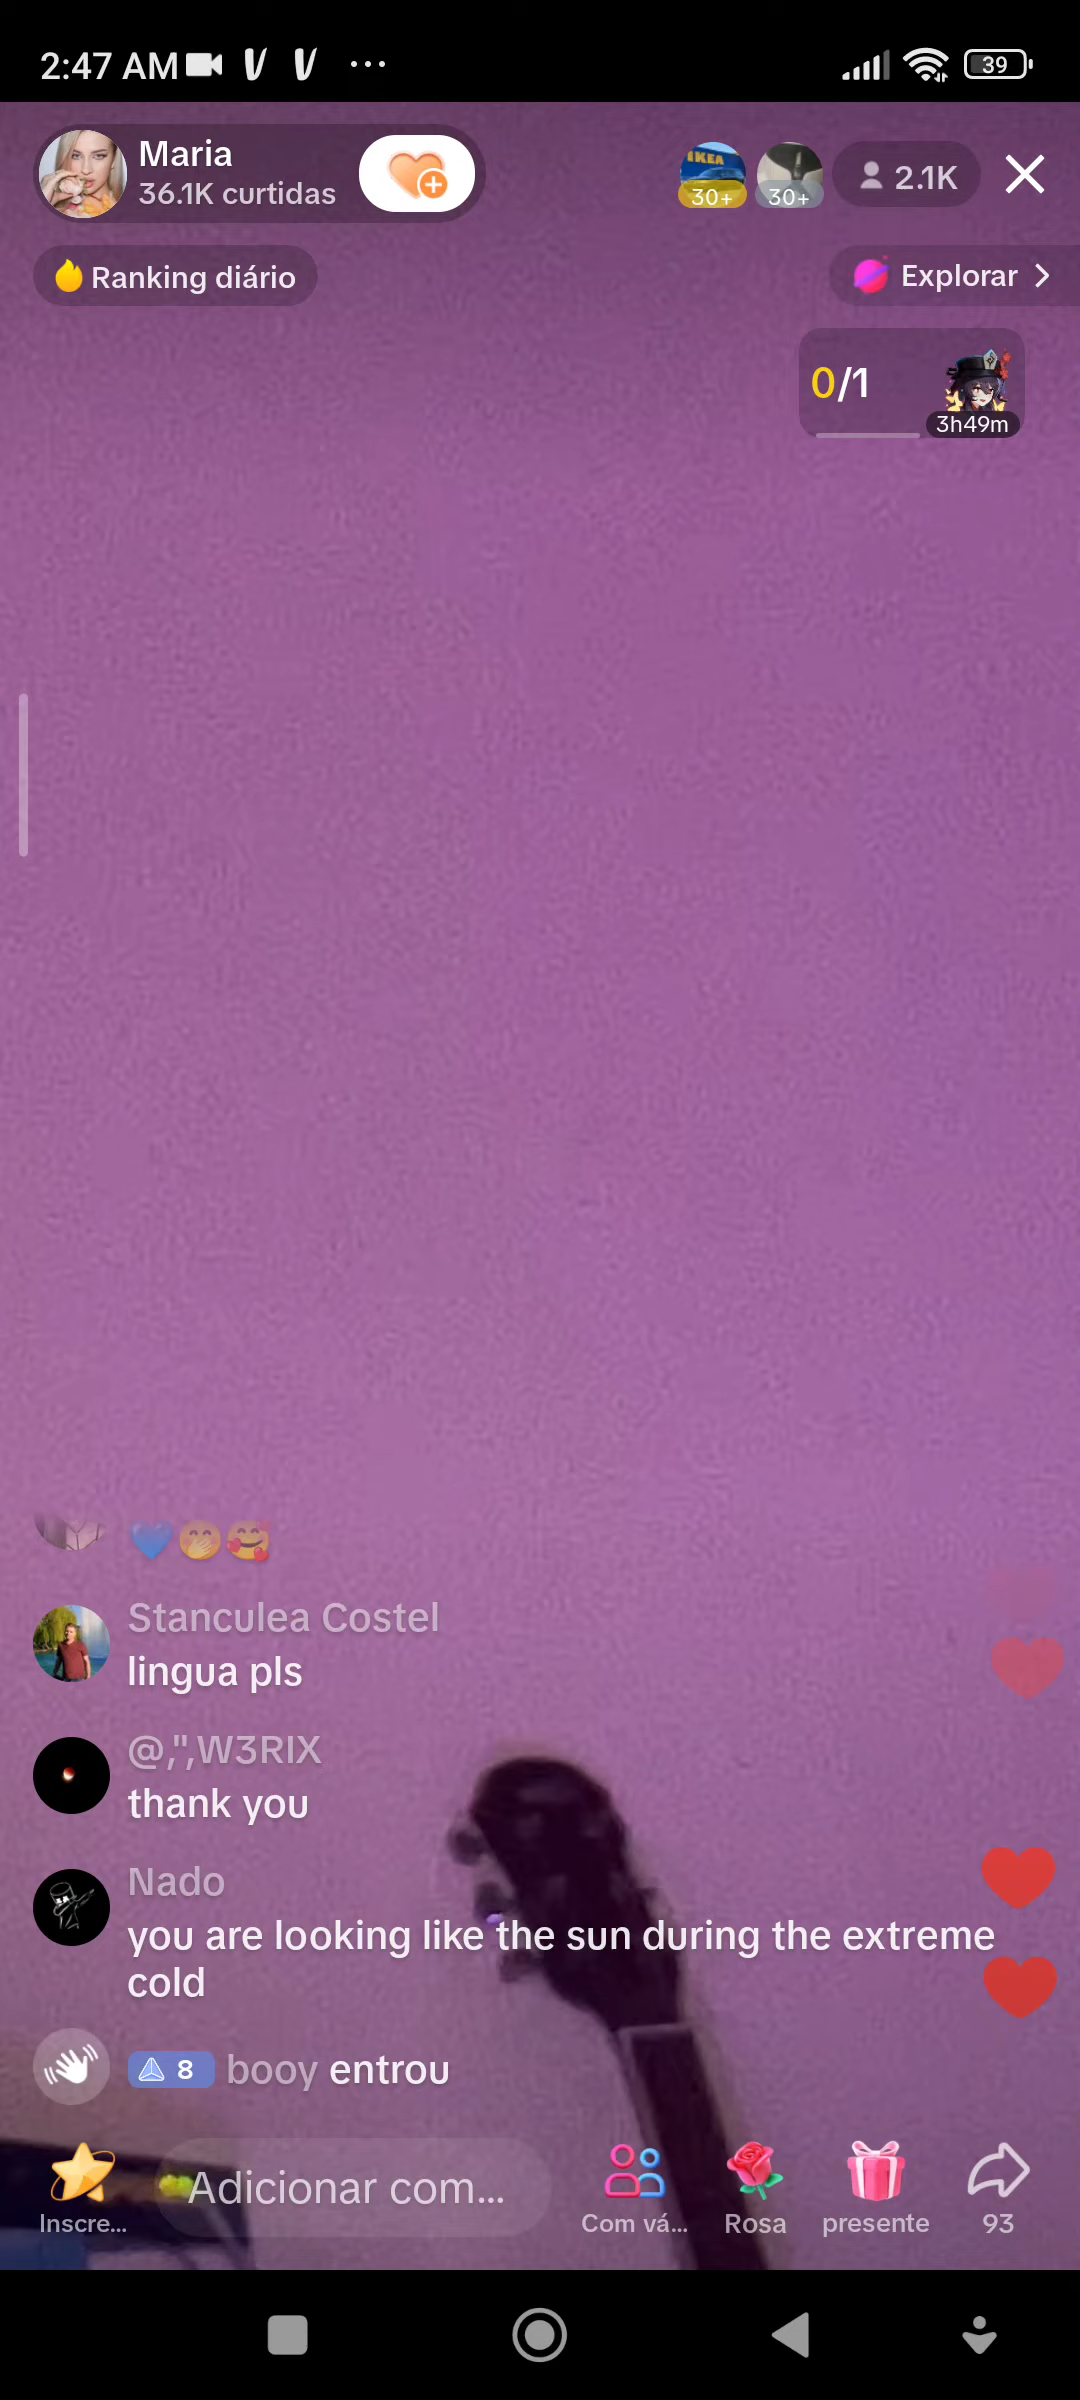 2:47 AM
39
Maria
36.1K curtidas
IKEA
30+
30+
2.1K
Ranking diário
Explorar
0/1
3h49m
Stanculea Costel
lingua pls
@,",W3RIX
thank you
Nado
you are looking like the sun during the extreme
cold
8 booy entrou
Adicionar com...
Inscre...
Com vá...
Rosa
presente
93